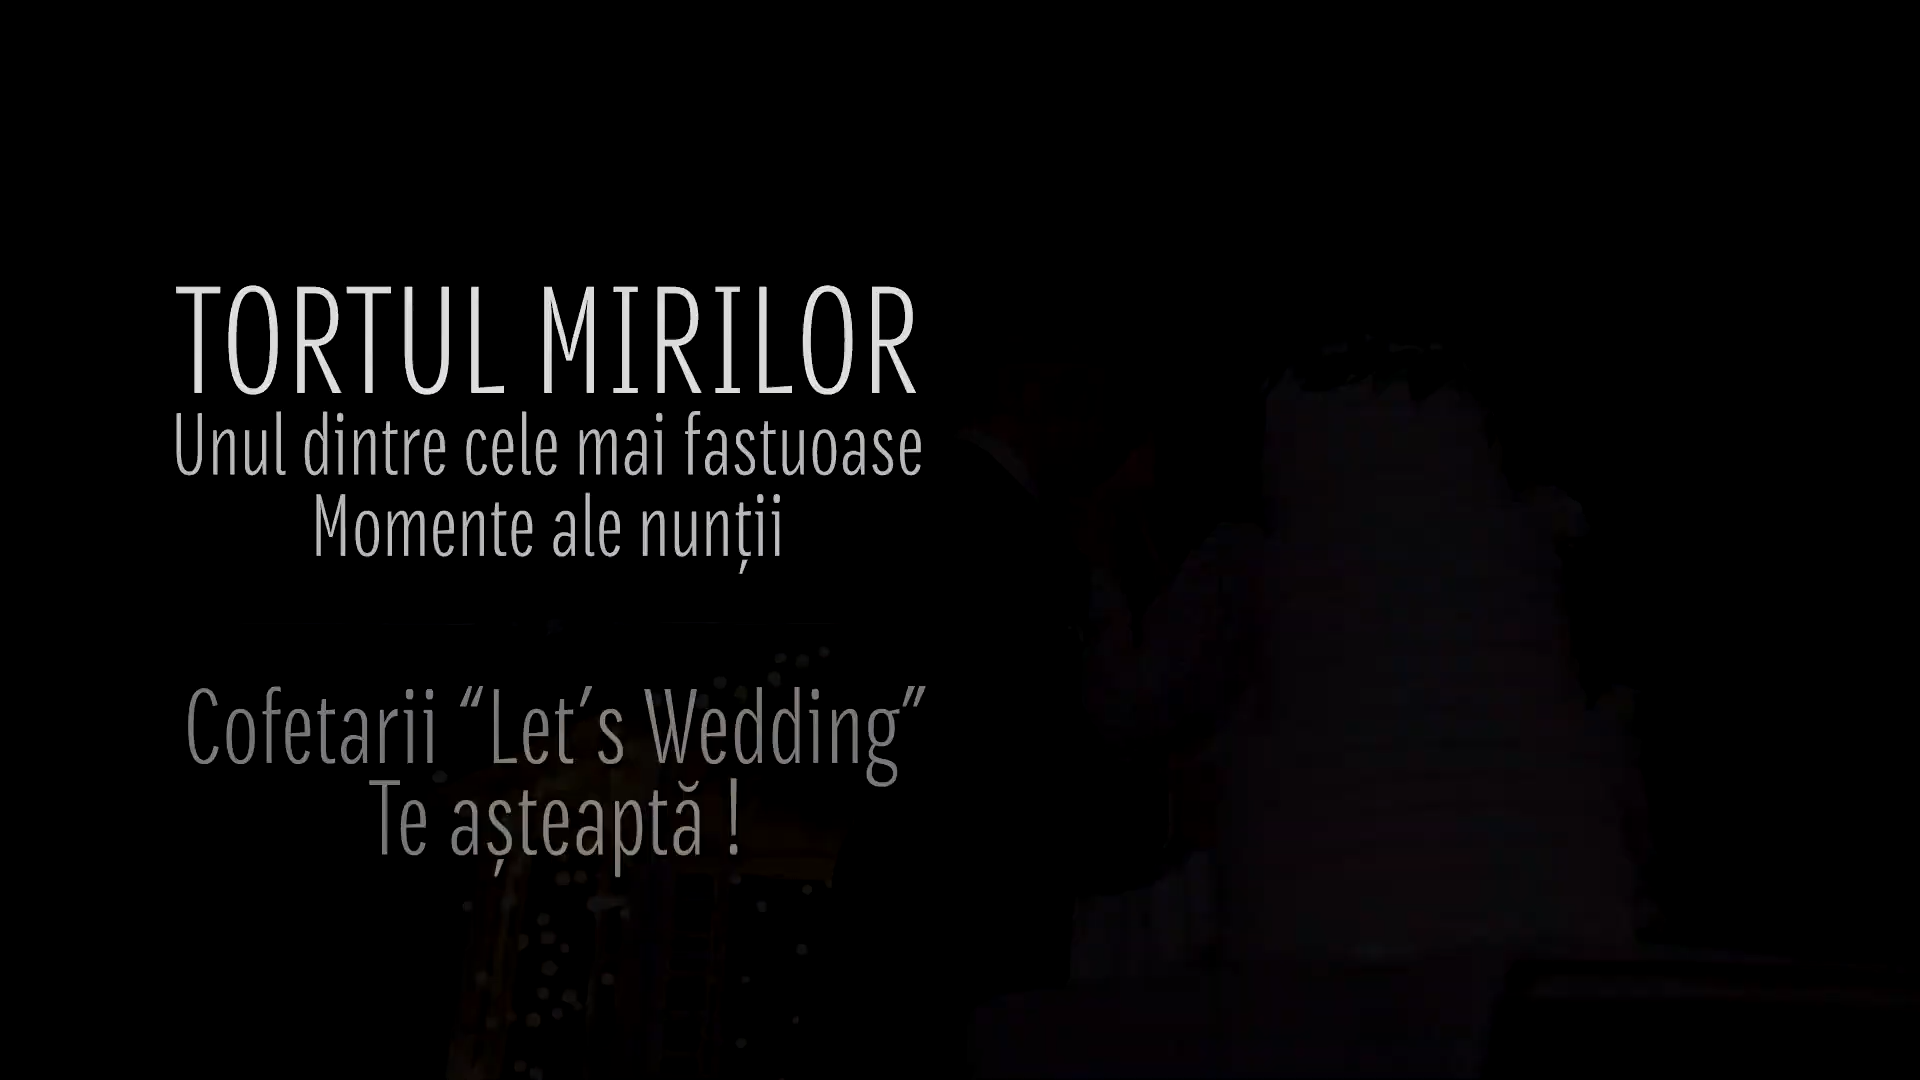 TORTUL MIRILOR
Unul dintre cele mai fastuoase
Momente ale nunții
Cofetarii “Let’s Wedding”
Te așteaptă !